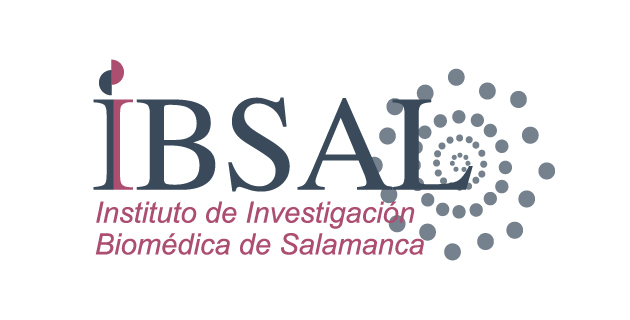 IBSAL
Instituto de Investigación
Biomédica de Salamanca